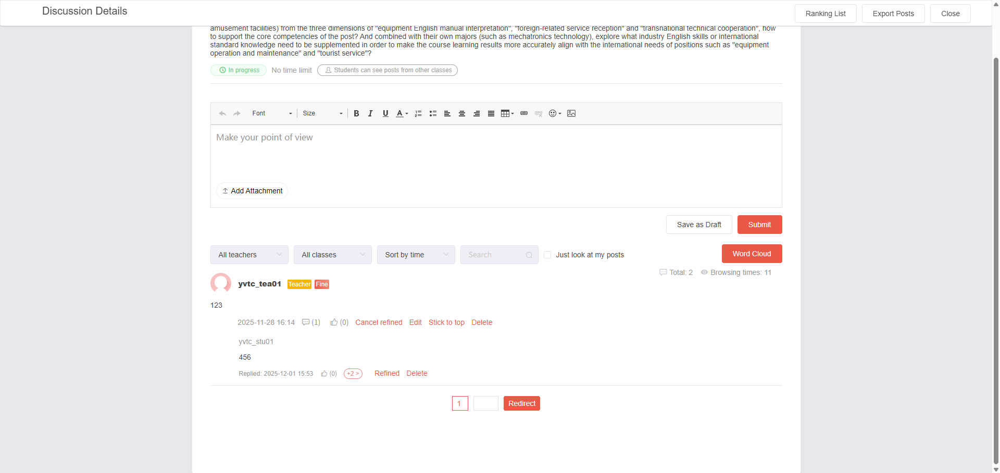 Discussion Details
Ranking List
Export Posts
Close
amusement facilities) from the three dimensions of "equipment English manual interpretation", "foreign-related service reception" and "transnational technical cooperation", how
to support the core competencies of the post? And combined with their own majors (such as mechatronics technology), explore what industry English skills or international
standard knowledge need to be supplemented in order to make the course learning results more accurately align with the international needs of positions such as "equipment
operation and maintenance" and "tourist service"?
In progress
No time limit
Students can see posts from other classes
Font
Size
B I U A
Make your point of view
Add Attachment
Save as Draft
Submit
All teachers
All classes
Sort by time
Search
Just look at my posts
Word Cloud
Total: 2
Browsing times: 11
yvtc_tea01
Teacher
Fine
123
2025-11-28 16:14 (1) (0) Cancel refined Edit Stick to top Delete
yvtc_stu01
456
Replied: 2025-12-01 15:53 (0) +2 > Refined Delete
1
Redirect